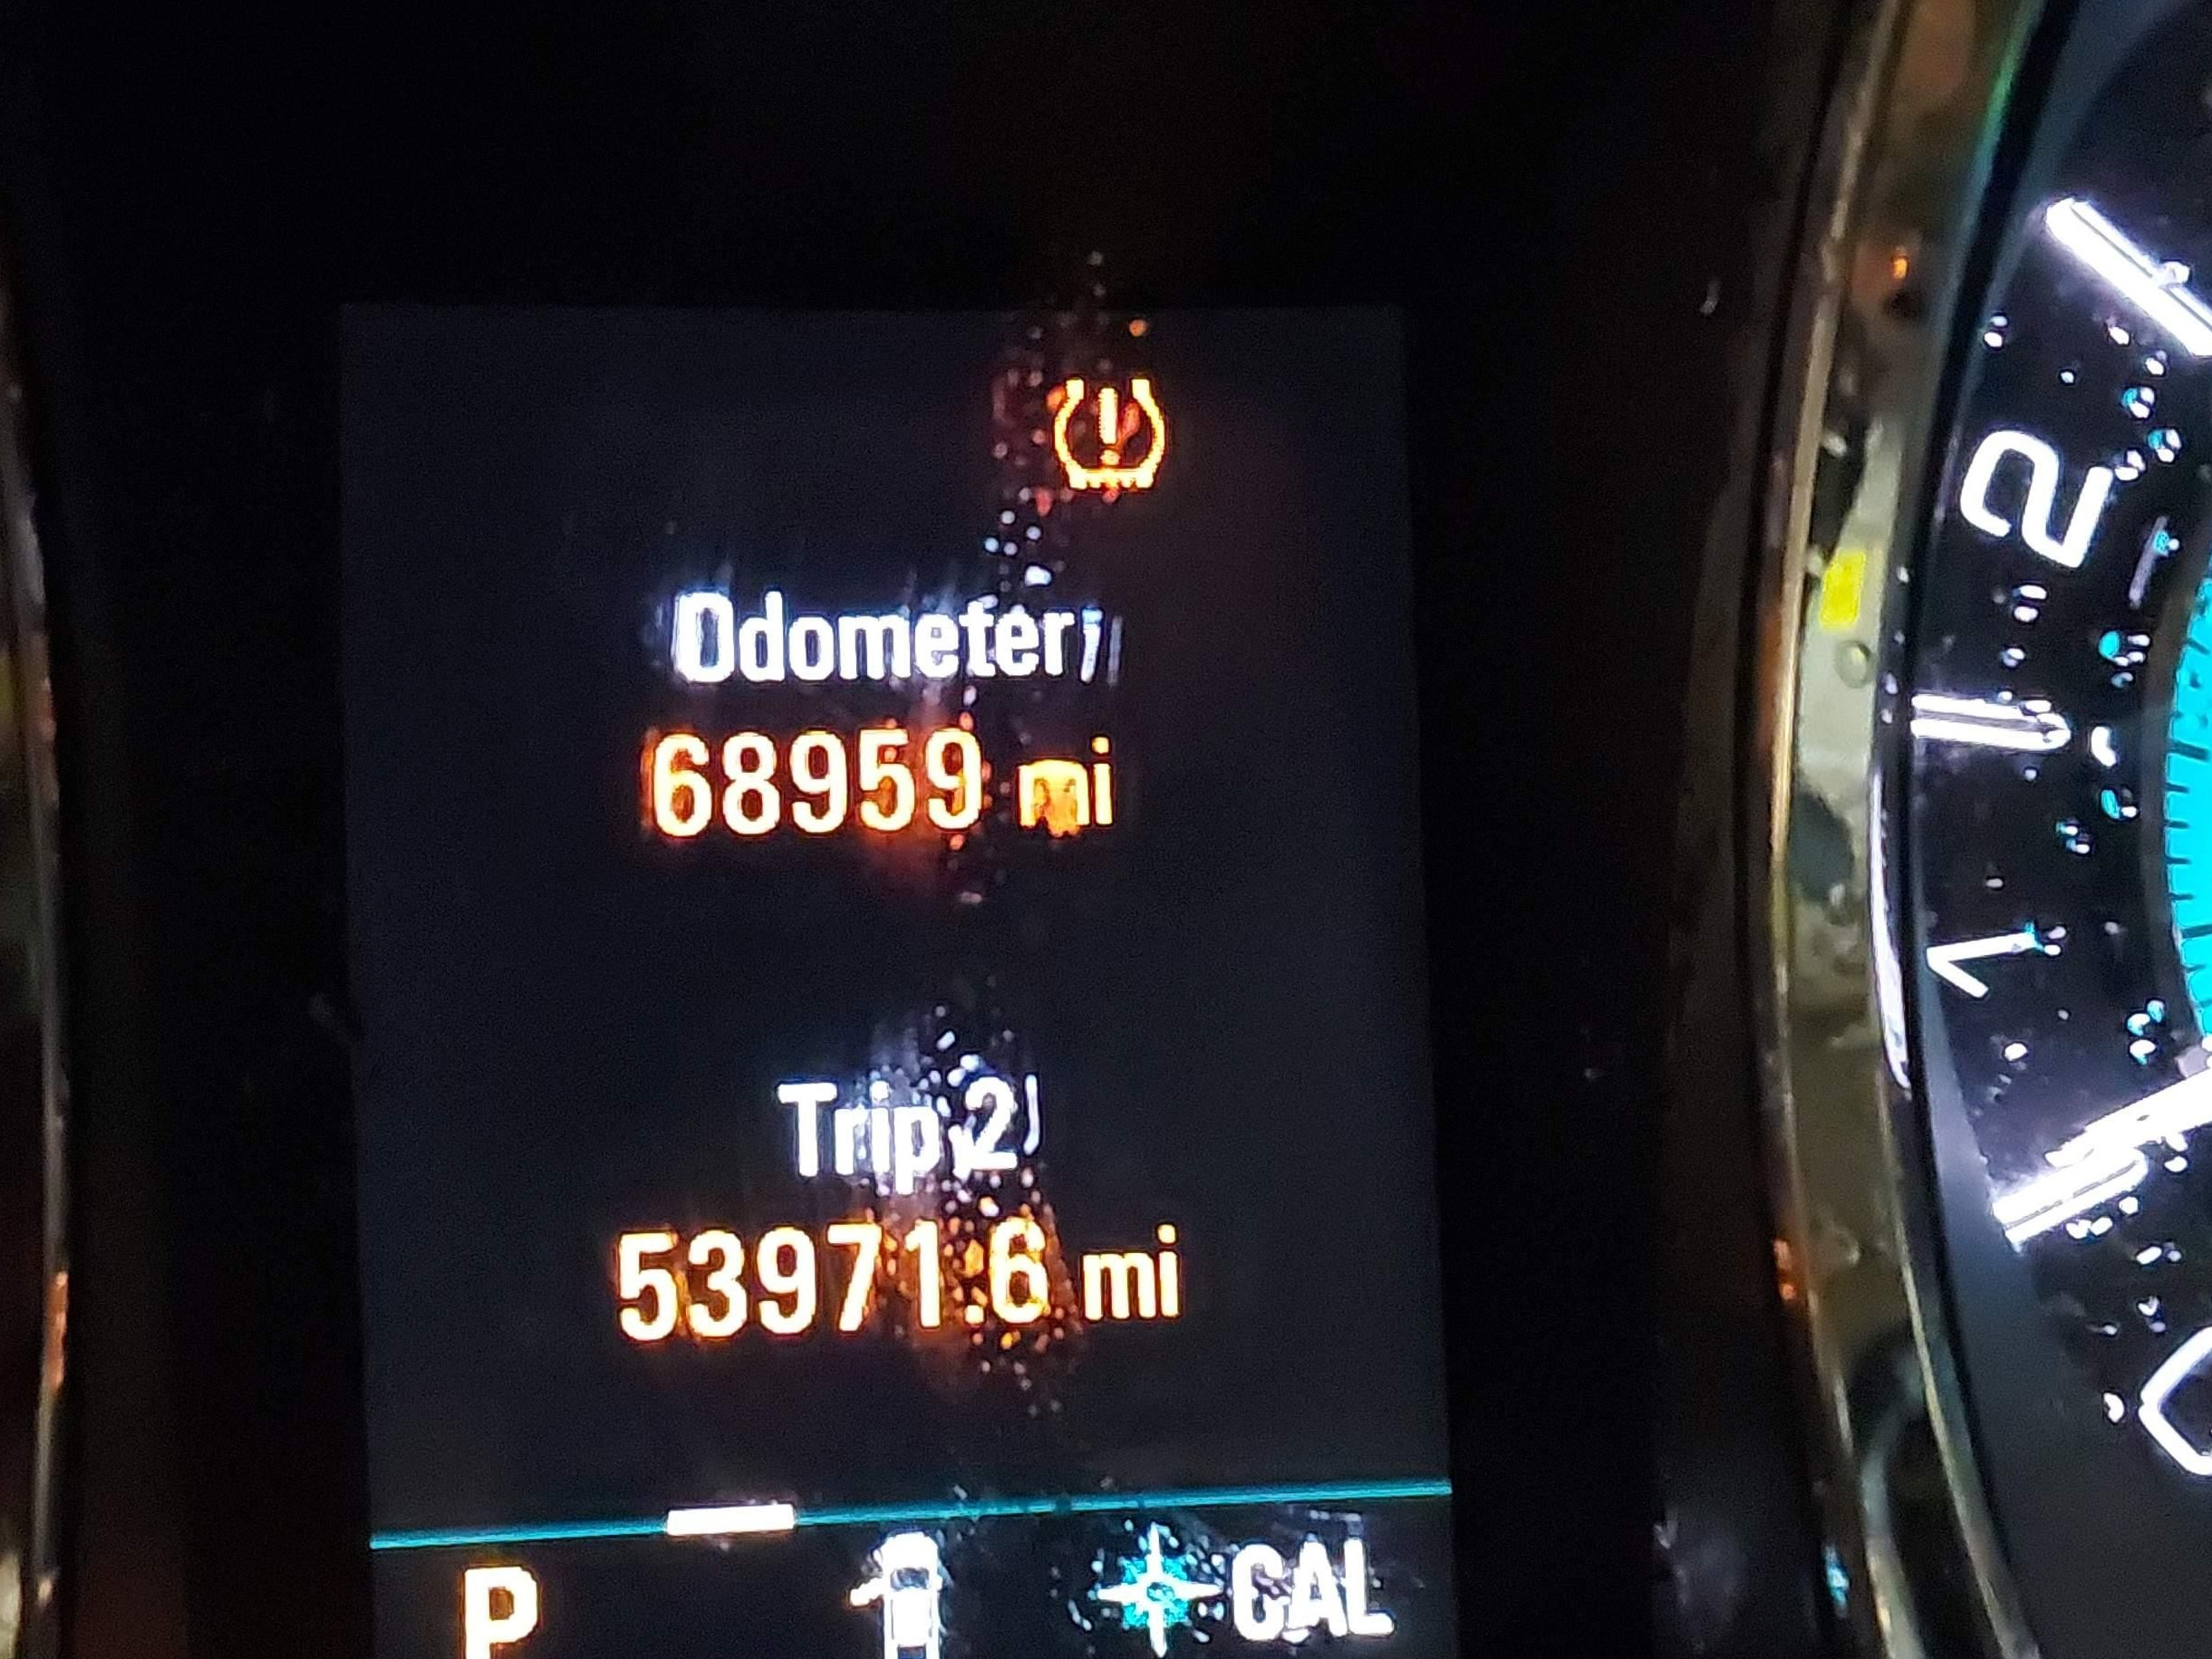 Odometer
68959 mi
Trip 2
53971.6 mi
P
CAL
2
1